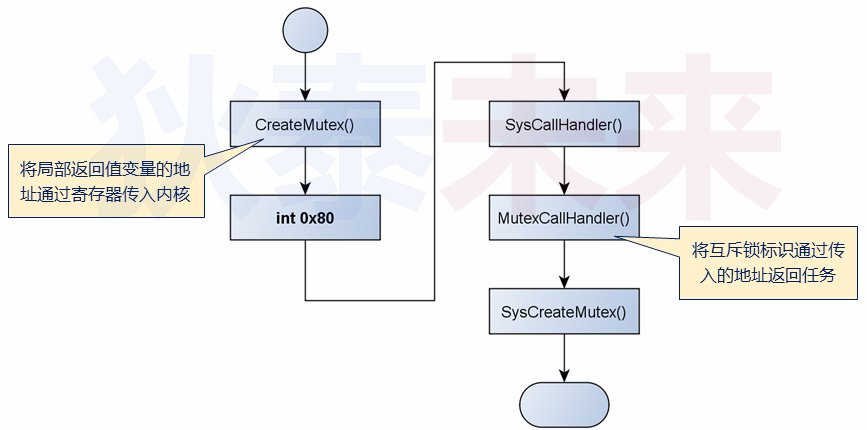 狄泰未来
CreateMutex()
将局部返回值变量的地
址通过寄存器传入内核
int 0x80
SysCallHandler()
MutexCallHandler()
将互斥锁标识通过传
入的地址返回任务
SysCreateMutex()